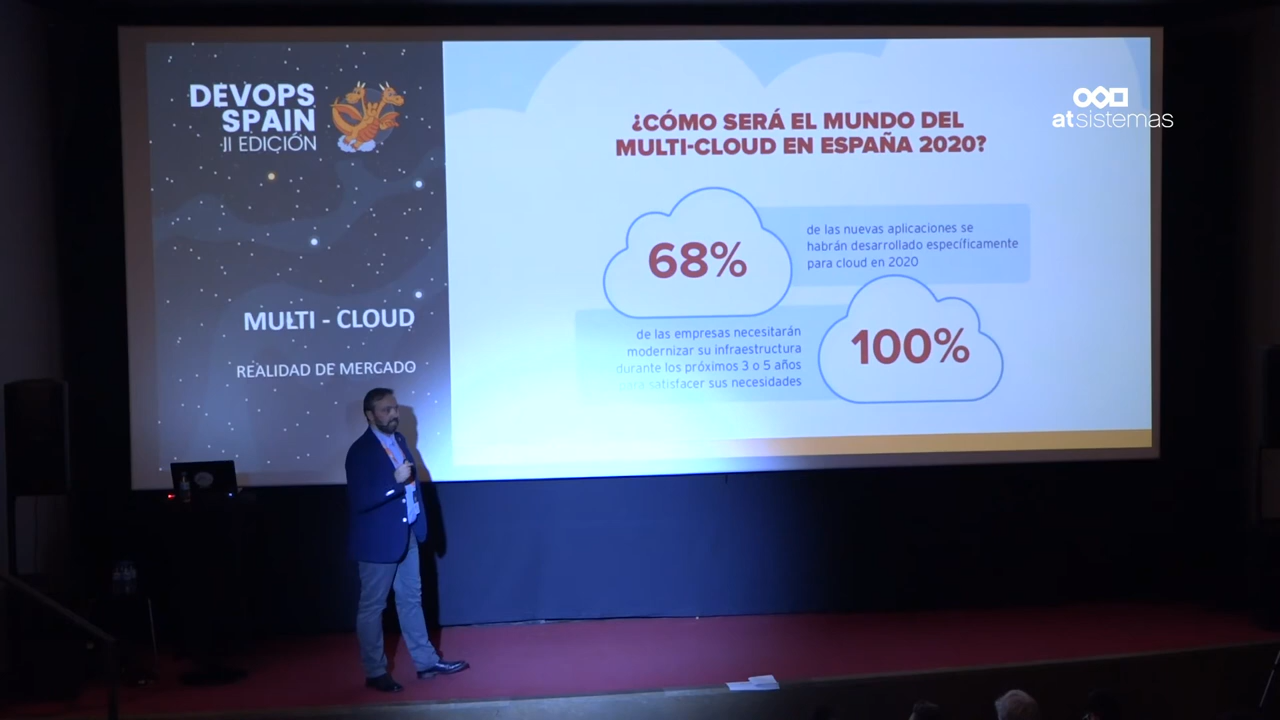 DEVOPS
SPAIN
II EDICIÓN
MULTI - CLOUD
REALIDAD DE MERCADO
¿CÓMO SERÁ EL MUNDO DEL
MULTI-CLOUD EN ESPAÑA 2020?
68%
de las nuevas aplicaciones se
habrán desarrollado específicamente
para cloud en 2020
de las empresas necesitarán
modernizar su infraestructura
durante los próximos 3 o 5 años
para satisfacer sus necesidades
100%
atsistemas